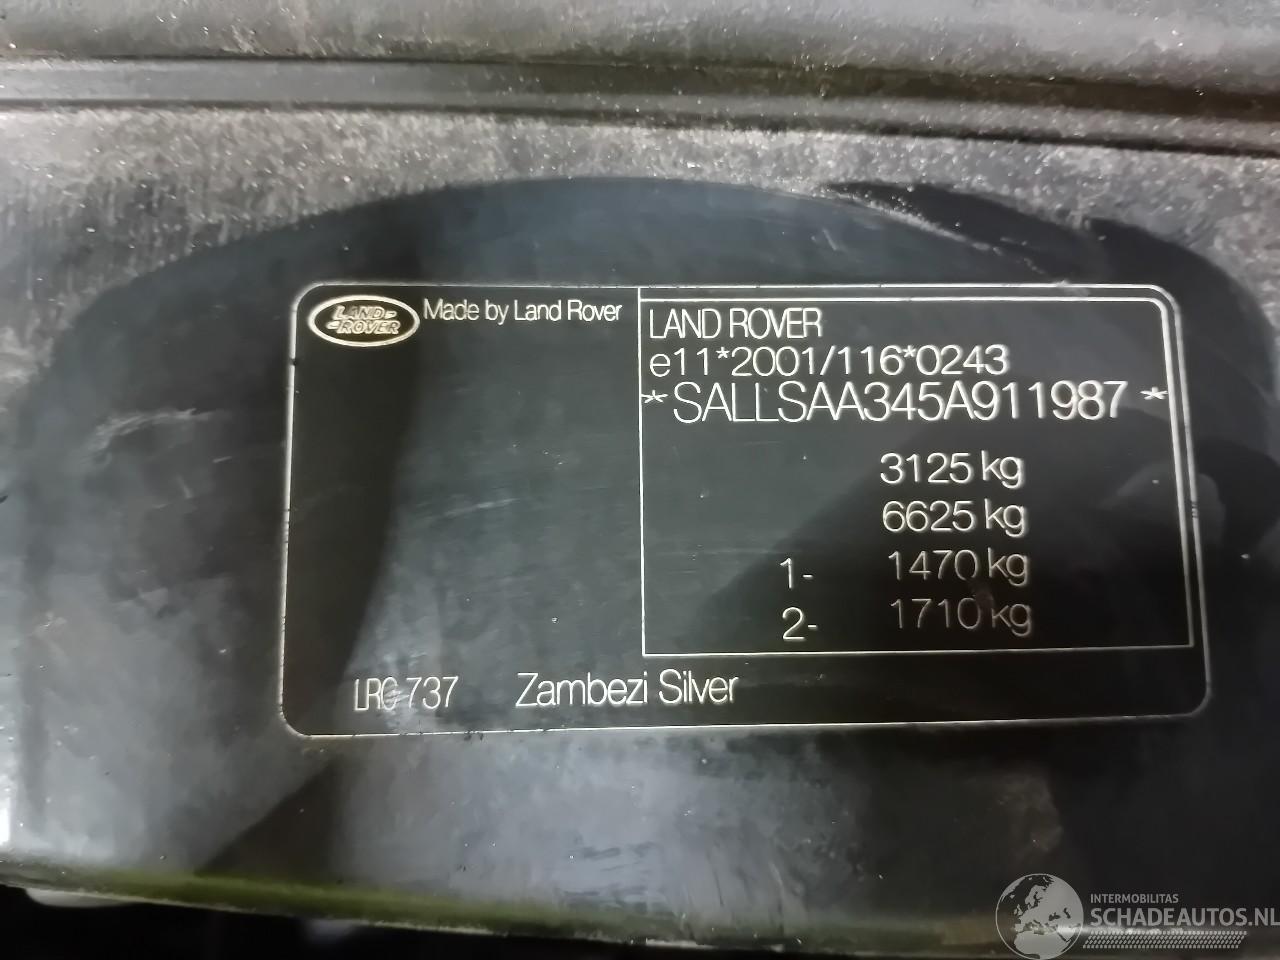 LAND-
-ROVER
Made by Land Rover
LAND ROVER
e11*2001/116*0243
*SALLSAA345A911987*
3125 kg
6625 kg
1- 1470 kg
2- 1710 kg
LRC 737 Zambezi Silver
INTERMOBILITAS
SCHADEAUTOS.NL